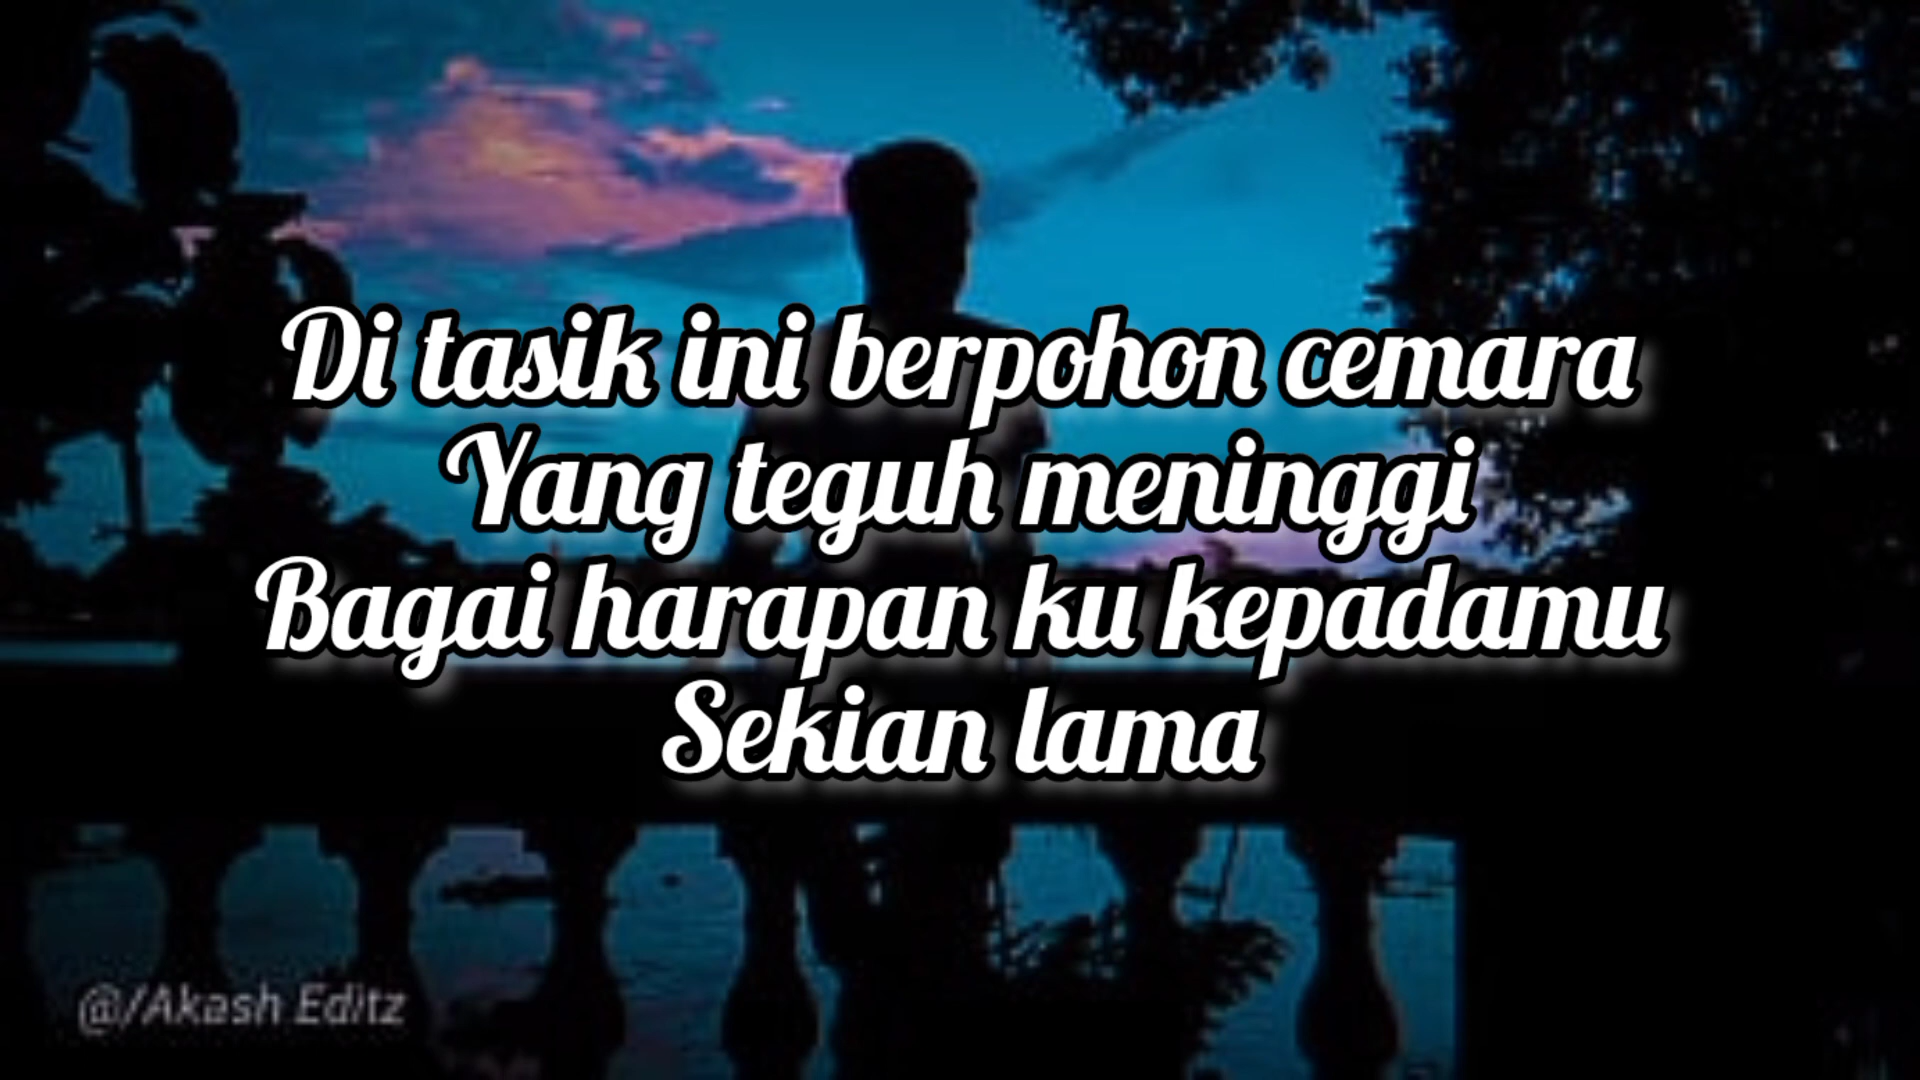 Di tasik ini berpohon cemara
Yang teguh meninggi
Bagai harapan ku kepadamu
Sekian lama
@/Akash Editz